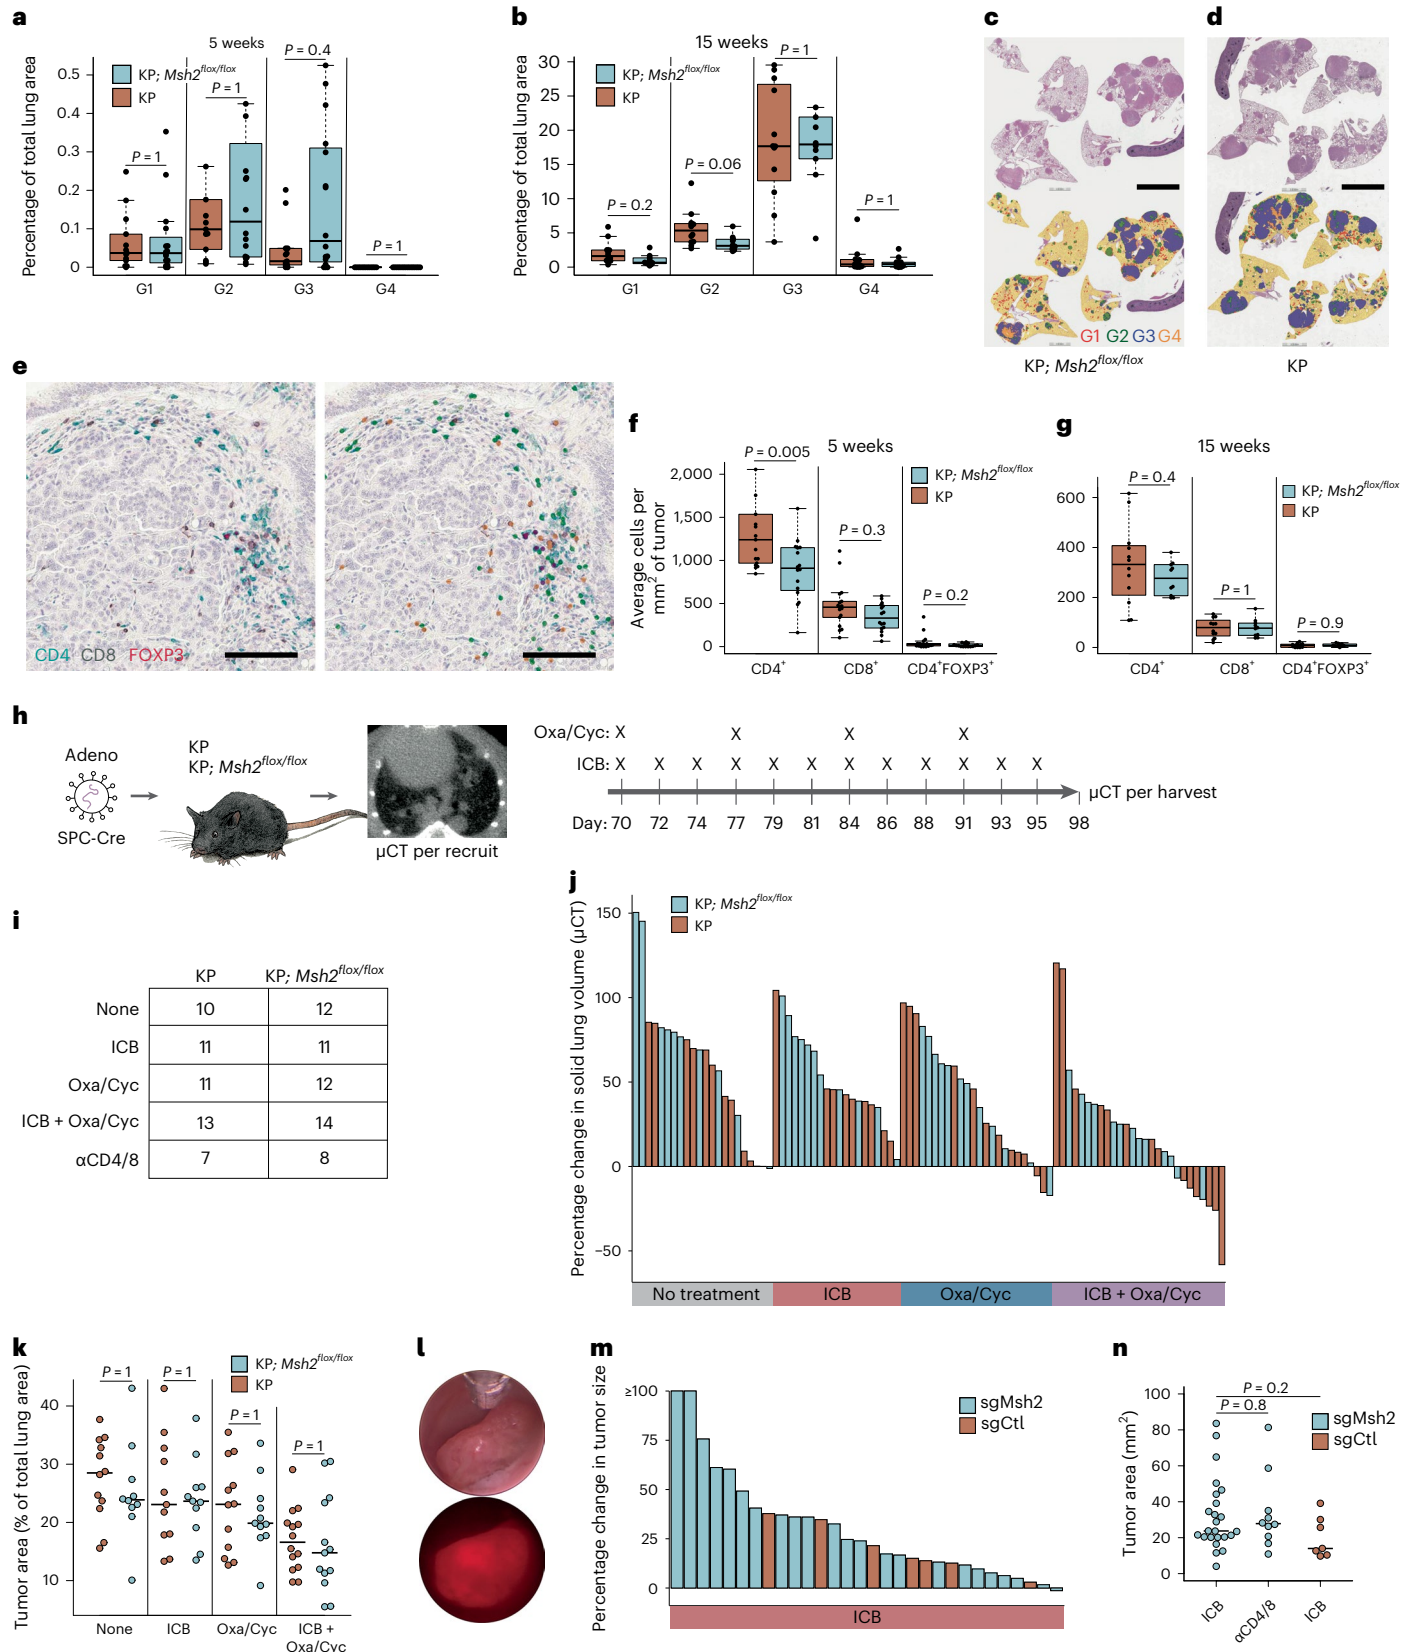 a
5 weeks
Percentage of total lung area
KP; Msh2flox/flox
KP
P = 1
P = 1
P = 0.4
P = 1
0.5
0.4
0.3
0.2
0.1
0
G1 G2 G3 G4
b
15 weeks
Percentage of total lung area
KP; Msh2flox/flox
KP
P = 0.2
P = 0.06
P = 1
P = 1
30
25
20
15
10
5
0
G1 G2 G3 G4
c
G1 G2 G3 G4
KP; Msh2flox/flox
d
KP
e
CD4 CD8 FOXP3
f
5 weeks
Average cells per
mm2 of tumor
P = 0.005
P = 0.3
P = 0.2
KP; Msh2flox/flox
KP
2,000
1,500
1,000
500
0
CD4+ CD8+ CD4+FOXP3+
g
15 weeks
P = 0.4
P = 1
P = 0.9
KP; Msh2flox/flox
KP
600
400
200
0
CD4+ CD8+ CD4+FOXP3+
h
Adeno
SPC-Cre
KP
KP; Msh2flox/flox
µCT per recruit
Oxa/Cyc: X X X X
ICB: X X X X X X X X X X X X
µCT per harvest
Day: 70 72 74 77 79 81 84 86 88 91 93 95 98
i
KP KP; Msh2flox/flox
None 10 12
ICB 11 11
Oxa/Cyc 11 12
ICB + Oxa/Cyc 13 14
αCD4/8 7 8
j
Percentage change in solid lung volume (µCT)
KP; Msh2flox/flox
KP
150
100
50
0
−50
No treatment ICB Oxa/Cyc ICB + Oxa/Cyc
k
Tumor area (% of total lung area)
KP; Msh2flox/flox
KP
P = 1
P = 1
P = 1
P = 1
40
30
20
10
None ICB Oxa/Cyc ICB +
Oxa/Cyc
l
m
Percentage change in tumor size
sgMsh2
sgCtl
≥100
75
50
25
0
ICB
n
Tumor area (mm2)
P = 0.2
P = 0.8
sgMsh2
sgCtl
100
80
60
40
20
0
ICB αCD4/8 ICB